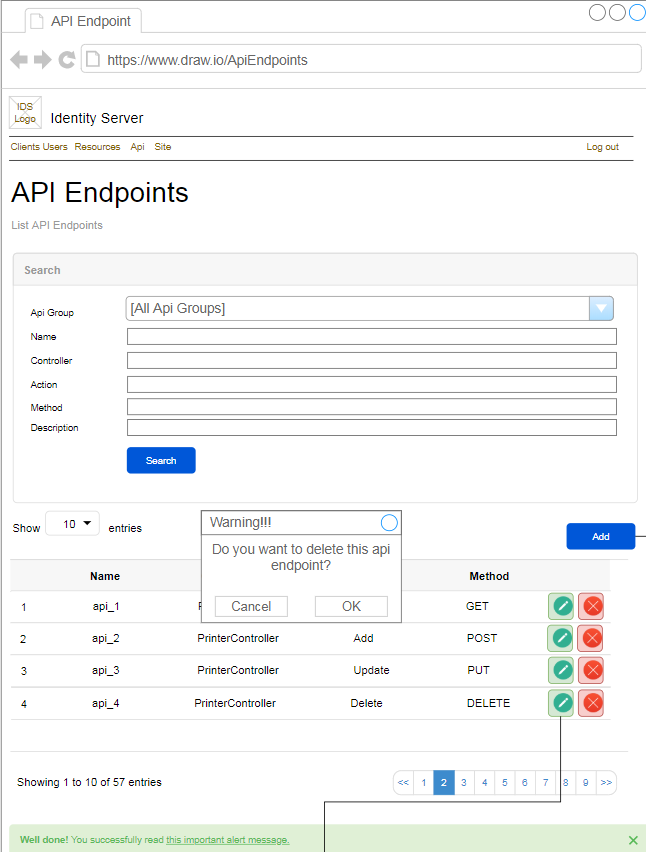 API Endpoint
https://www.draw.io/ApiEndpoints
IDS
Logo
Identity Server
Clients Users Resources Api Site Log out
API Endpoints
List API Endpoints
Search
Api Group [All Api Groups]
Name
Controller
Action
Method
Description
Search
Show 10 entries
Add
Warning!!!
Do you want to delete this api
endpoint?
Cancel OK
Name Method
1 api_1 GET
2 api_2 PrinterController Add POST
3 api_3 PrinterController Update PUT
4 api_4 PrinterController Delete DELETE
Showing 1 to 10 of 57 entries
<< 1 2 3 4 5 6 7 8 9 >>
Well done! You successfully read this important alert message.